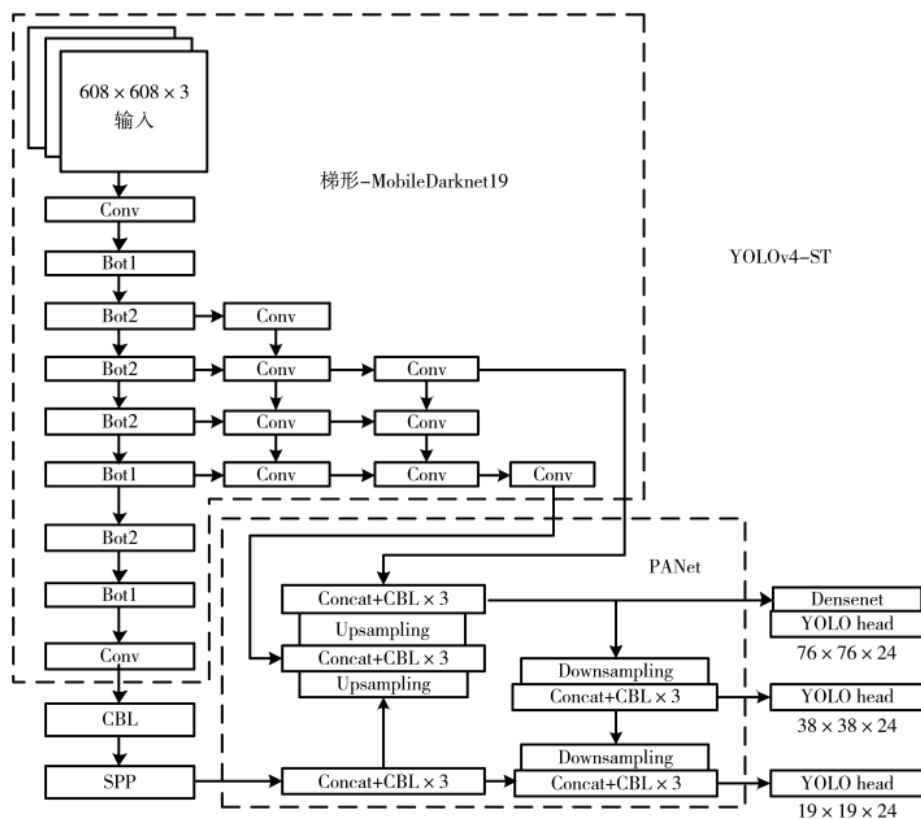 608 × 608 × 3
输入
梯形-MobileDarknet19
YOLOv4-ST
Conv
Bot1
Bot2
Conv
Bot2
Conv
Conv
Bot2
Conv
Conv
Bot1
Conv
Conv
Conv
Bot2
Bot1
Conv
CBL
SPP
PANet
Concat+CBL × 3
Upsampling
Concat+CBL × 3
Upsampling
Concat+CBL × 3
Downsampling
Concat+CBL × 3
Downsampling
Concat+CBL × 3
Densenet
YOLO head
76 × 76 × 24
YOLO head
38 × 38 × 24
YOLO head
19 × 19 × 24